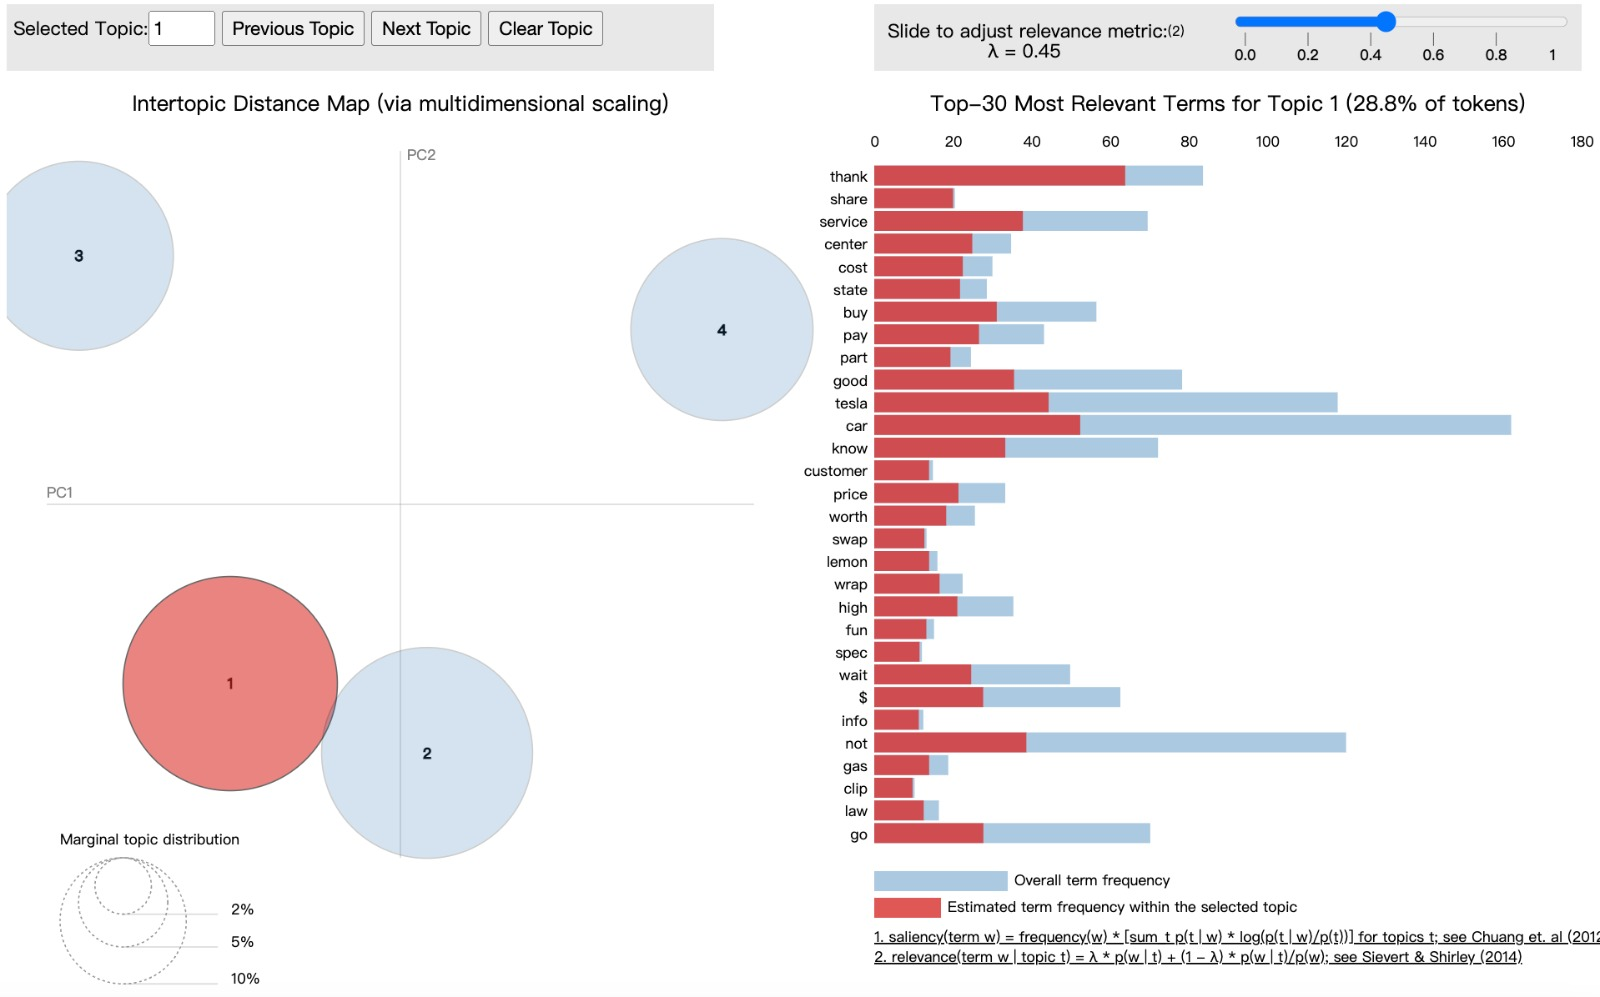 Selected Topic: 1 Previous Topic Next Topic Clear Topic
Slide to adjust relevance metric:(2)
λ = 0.45
0.0 0.2 0.4 0.6 0.8 1
Intertopic Distance Map (via multidimensional scaling)
PC2
PC1
3
4
1
2
Marginal topic distribution
2%
5%
10%
Top-30 Most Relevant Terms for Topic 1 (28.8% of tokens)
0 20 40 60 80 100 120 140 160 180
thank
share
service
center
cost
state
buy
pay
part
good
tesla
car
know
customer
price
worth
swap
lemon
wrap
high
fun
spec
wait
$
info
not
gas
clip
law
go
Overall term frequency
Estimated term frequency within the selected topic
1. saliency(term w) = frequency(w) * [sum_t p(t | w) * log(p(t | w)/p(t))] for topics t; see Chuang et. al (2012
2. relevance(term w | topic t) = λ * p(w | t) + (1 - λ) * p(w | t)/p(w); see Sievert & Shirley (2014)